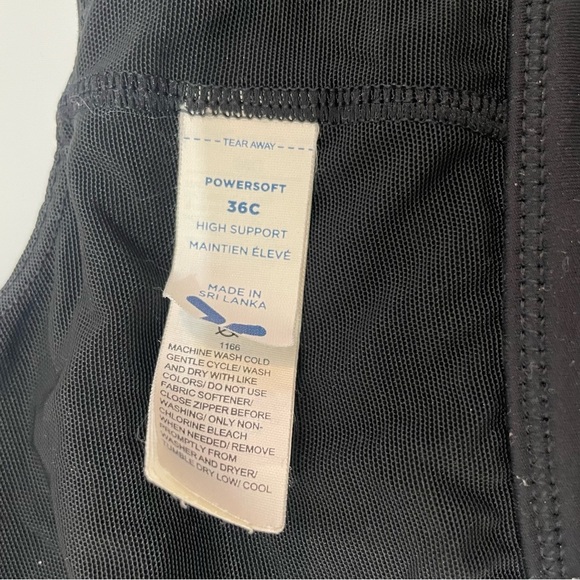 TEAR AWAY
POWERSOFT
36C
HIGH SUPPORT
MAINTIEN ÉLEVÉ
MADE IN
SRI LANKA
1166
MACHINE WASH COLD
GENTLE CYCLE/ WASH
AND DRY WITH LIKE
COLORS/ DO NOT USE
FABRIC SOFTENER/
CLOSE ZIPPER BEFORE
WASHING/ ONLY NON-
CHLORINE BLEACH
WHEN NEEDED/ REMOVE
PROMPTLY FROM
WASHER AND DRYER/
TUMBLE DRY LOW/ COOL